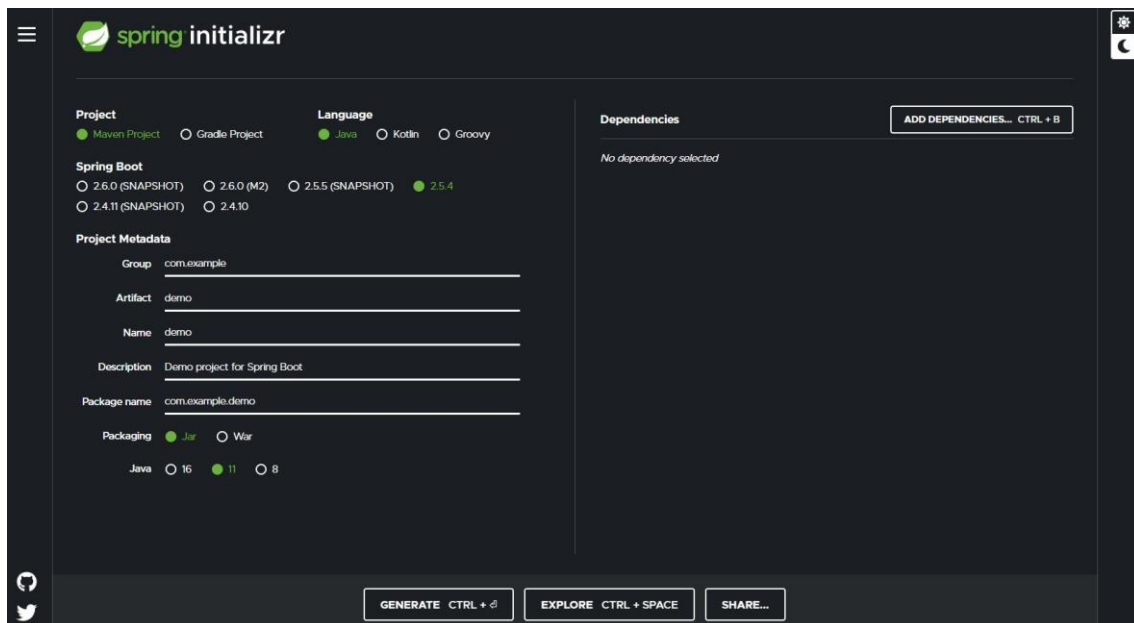 spring initializr
Project
Maven Project Gradle Project
Language
Java Kotlin Groovy
Spring Boot
2.6.0 (SNAPSHOT) 2.6.0 (M2) 2.5.5 (SNAPSHOT) 2.5.4
2.4.11 (SNAPSHOT) 2.4.10
Project Metadata
Group com.example
Artifact demo
Name demo
Description Demo project for Spring Boot
Package name com.example.demo
Packaging Jar War
Java 16 11 8
Dependencies
ADD DEPENDENCIES... CTRL + B
No dependency selected
GENERATE CTRL + ⏎
EXPLORE CTRL + SPACE
SHARE...